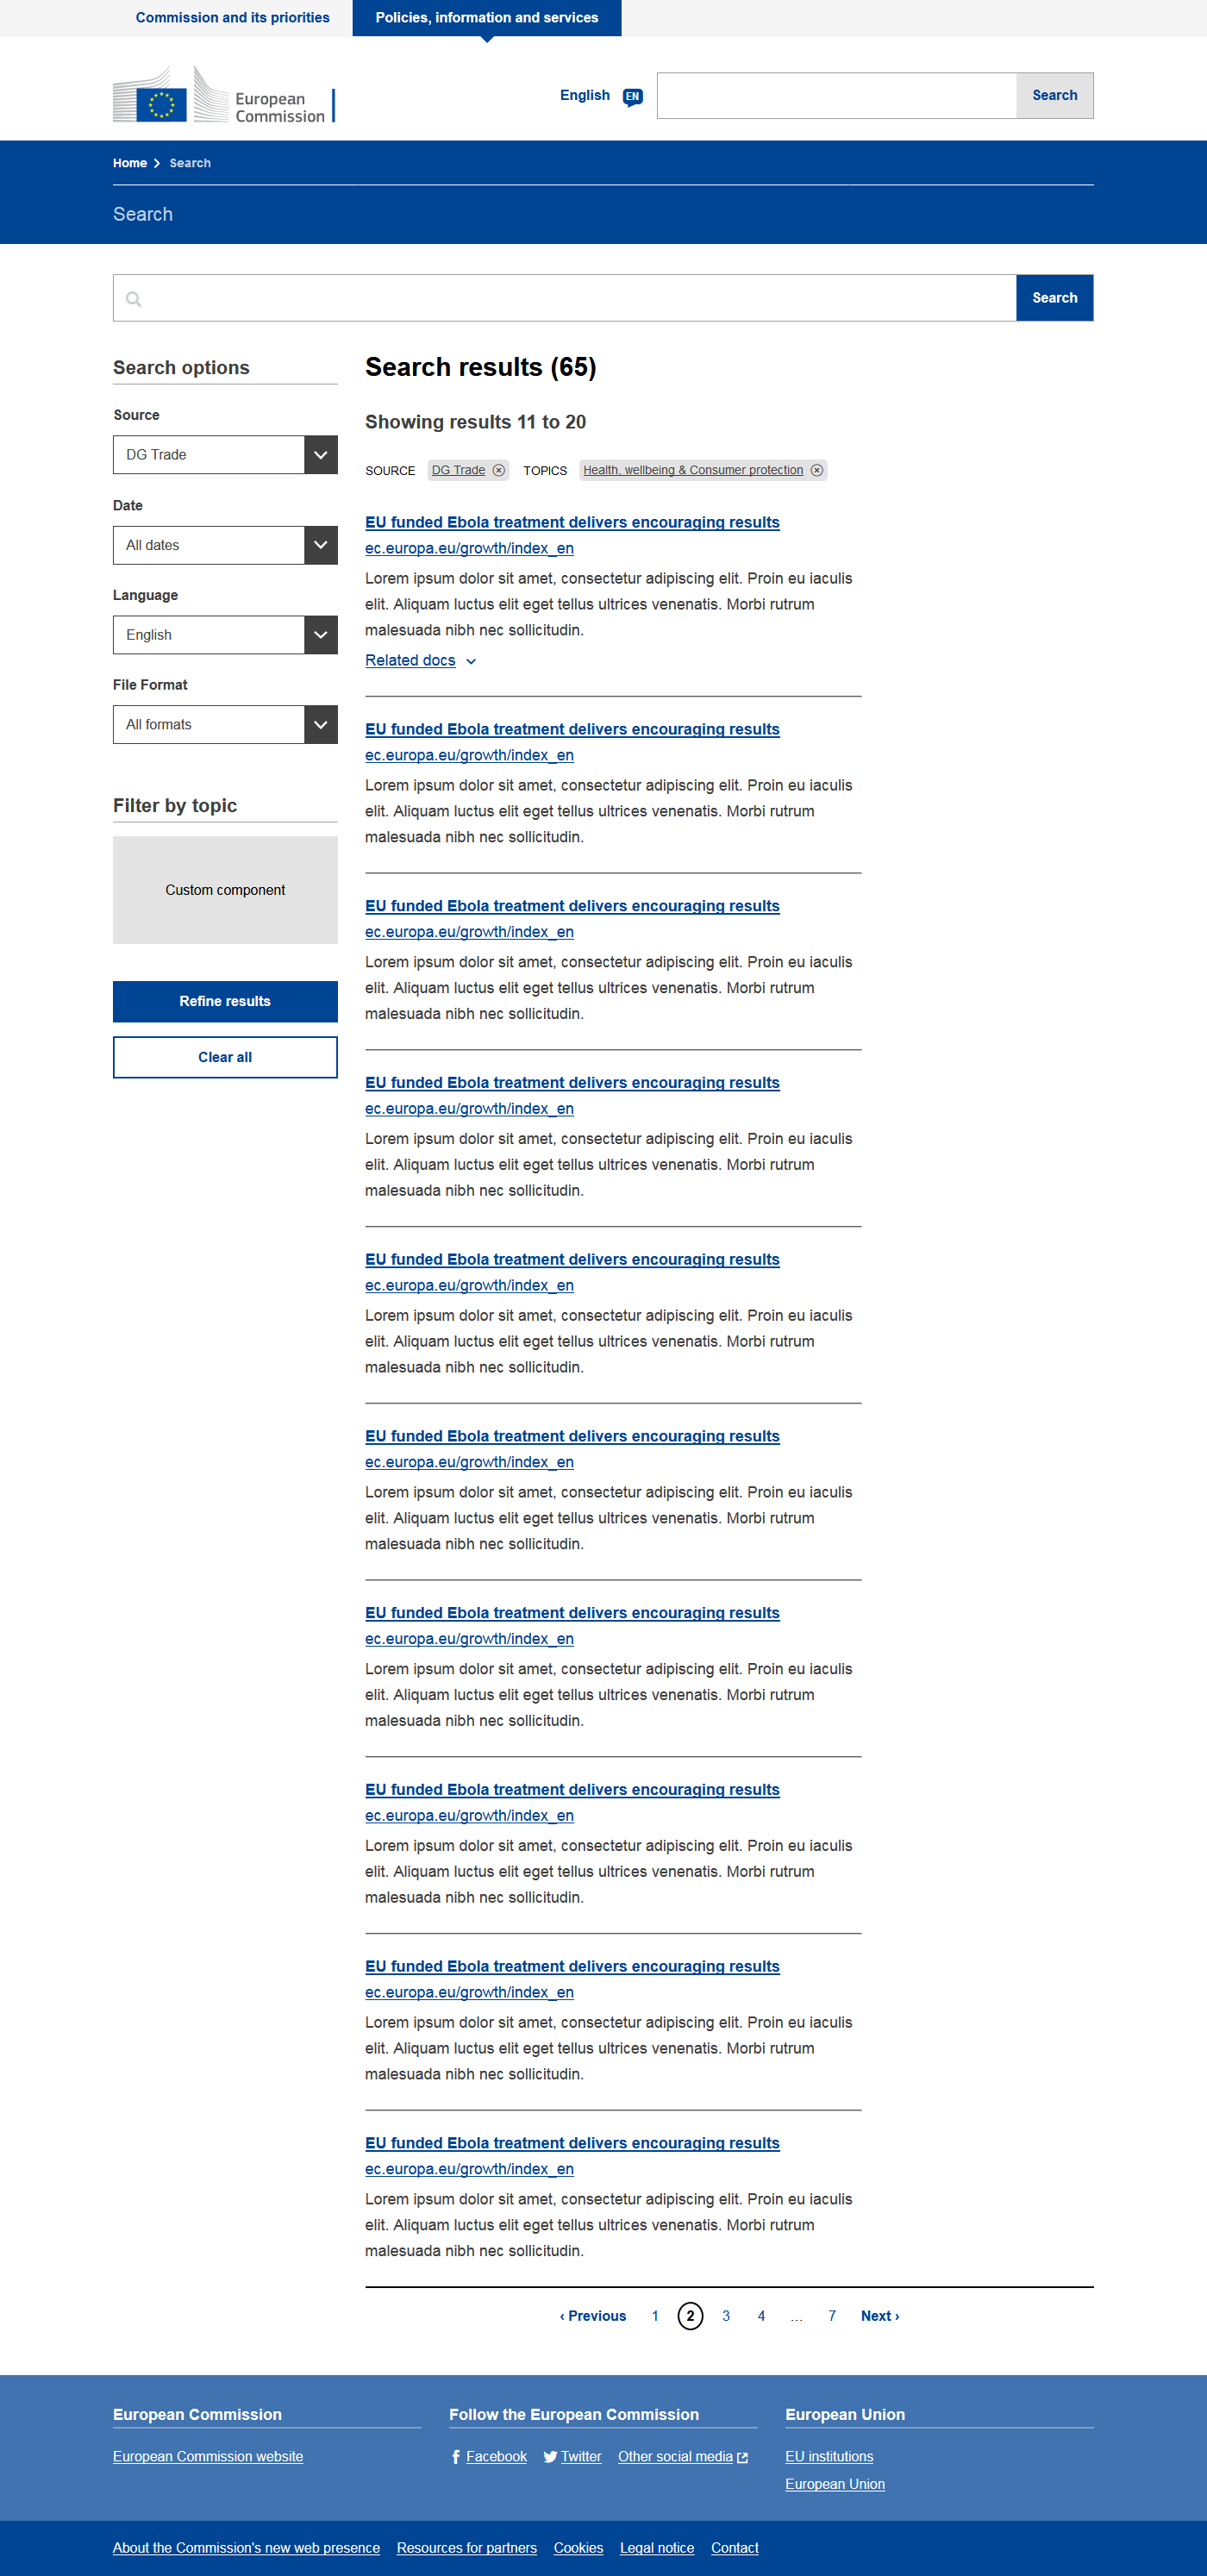 Commission and its priorities
Policies, information and services
European
Commission
English
EN
Search
Home
Search
Search
Search
Search options
Source
DG Trade
Date
All dates
Language
English
File Format
All formats
Filter by topic
Custom component
Refine results
Clear all
Search results (65)
Showing results 11 to 20
SOURCE DG Trade TOPICS Health, wellbeing & Consumer protection
EU funded Ebola treatment delivers encouraging results
ec.europa.eu/growth/index_en
Lorem ipsum dolor sit amet, consectetur adipiscing elit. Proin eu iaculis
elit. Aliquam luctus elit eget tellus ultrices venenatis. Morbi rutrum
malesuada nibh nec sollicitudin.
Related docs
EU funded Ebola treatment delivers encouraging results
ec.europa.eu/growth/index_en
Lorem ipsum dolor sit amet, consectetur adipiscing elit. Proin eu iaculis
elit. Aliquam luctus elit eget tellus ultrices venenatis. Morbi rutrum
malesuada nibh nec sollicitudin.
EU funded Ebola treatment delivers encouraging results
ec.europa.eu/growth/index_en
Lorem ipsum dolor sit amet, consectetur adipiscing elit. Proin eu iaculis
elit. Aliquam luctus elit eget tellus ultrices venenatis. Morbi rutrum
malesuada nibh nec sollicitudin.
EU funded Ebola treatment delivers encouraging results
ec.europa.eu/growth/index_en
Lorem ipsum dolor sit amet, consectetur adipiscing elit. Proin eu iaculis
elit. Aliquam luctus elit eget tellus ultrices venenatis. Morbi rutrum
malesuada nibh nec sollicitudin.
EU funded Ebola treatment delivers encouraging results
ec.europa.eu/growth/index_en
Lorem ipsum dolor sit amet, consectetur adipiscing elit. Proin eu iaculis
elit. Aliquam luctus elit eget tellus ultrices venenatis. Morbi rutrum
malesuada nibh nec sollicitudin.
EU funded Ebola treatment delivers encouraging results
ec.europa.eu/growth/index_en
Lorem ipsum dolor sit amet, consectetur adipiscing elit. Proin eu iaculis
elit. Aliquam luctus elit eget tellus ultrices venenatis. Morbi rutrum
malesuada nibh nec sollicitudin.
EU funded Ebola treatment delivers encouraging results
ec.europa.eu/growth/index_en
Lorem ipsum dolor sit amet, consectetur adipiscing elit. Proin eu iaculis
elit. Aliquam luctus elit eget tellus ultrices venenatis. Morbi rutrum
malesuada nibh nec sollicitudin.
EU funded Ebola treatment delivers encouraging results
ec.europa.eu/growth/index_en
Lorem ipsum dolor sit amet, consectetur adipiscing elit. Proin eu iaculis
elit. Aliquam luctus elit eget tellus ultrices venenatis. Morbi rutrum
malesuada nibh nec sollicitudin.
EU funded Ebola treatment delivers encouraging results
ec.europa.eu/growth/index_en
Lorem ipsum dolor sit amet, consectetur adipiscing elit. Proin eu iaculis
elit. Aliquam luctus elit eget tellus ultrices venenatis. Morbi rutrum
malesuada nibh nec sollicitudin.
EU funded Ebola treatment delivers encouraging results
ec.europa.eu/growth/index_en
Lorem ipsum dolor sit amet, consectetur adipiscing elit. Proin eu iaculis
elit. Aliquam luctus elit eget tellus ultrices venenatis. Morbi rutrum
malesuada nibh nec sollicitudin.
‹ Previous 1 2 3 4 ... 7 Next ›
European Commission
European Commission website
Follow the European Commission
Facebook Twitter Other social media
European Union
EU institutions
European Union
About the Commission's new web presence Resources for partners Cookies Legal notice Contact